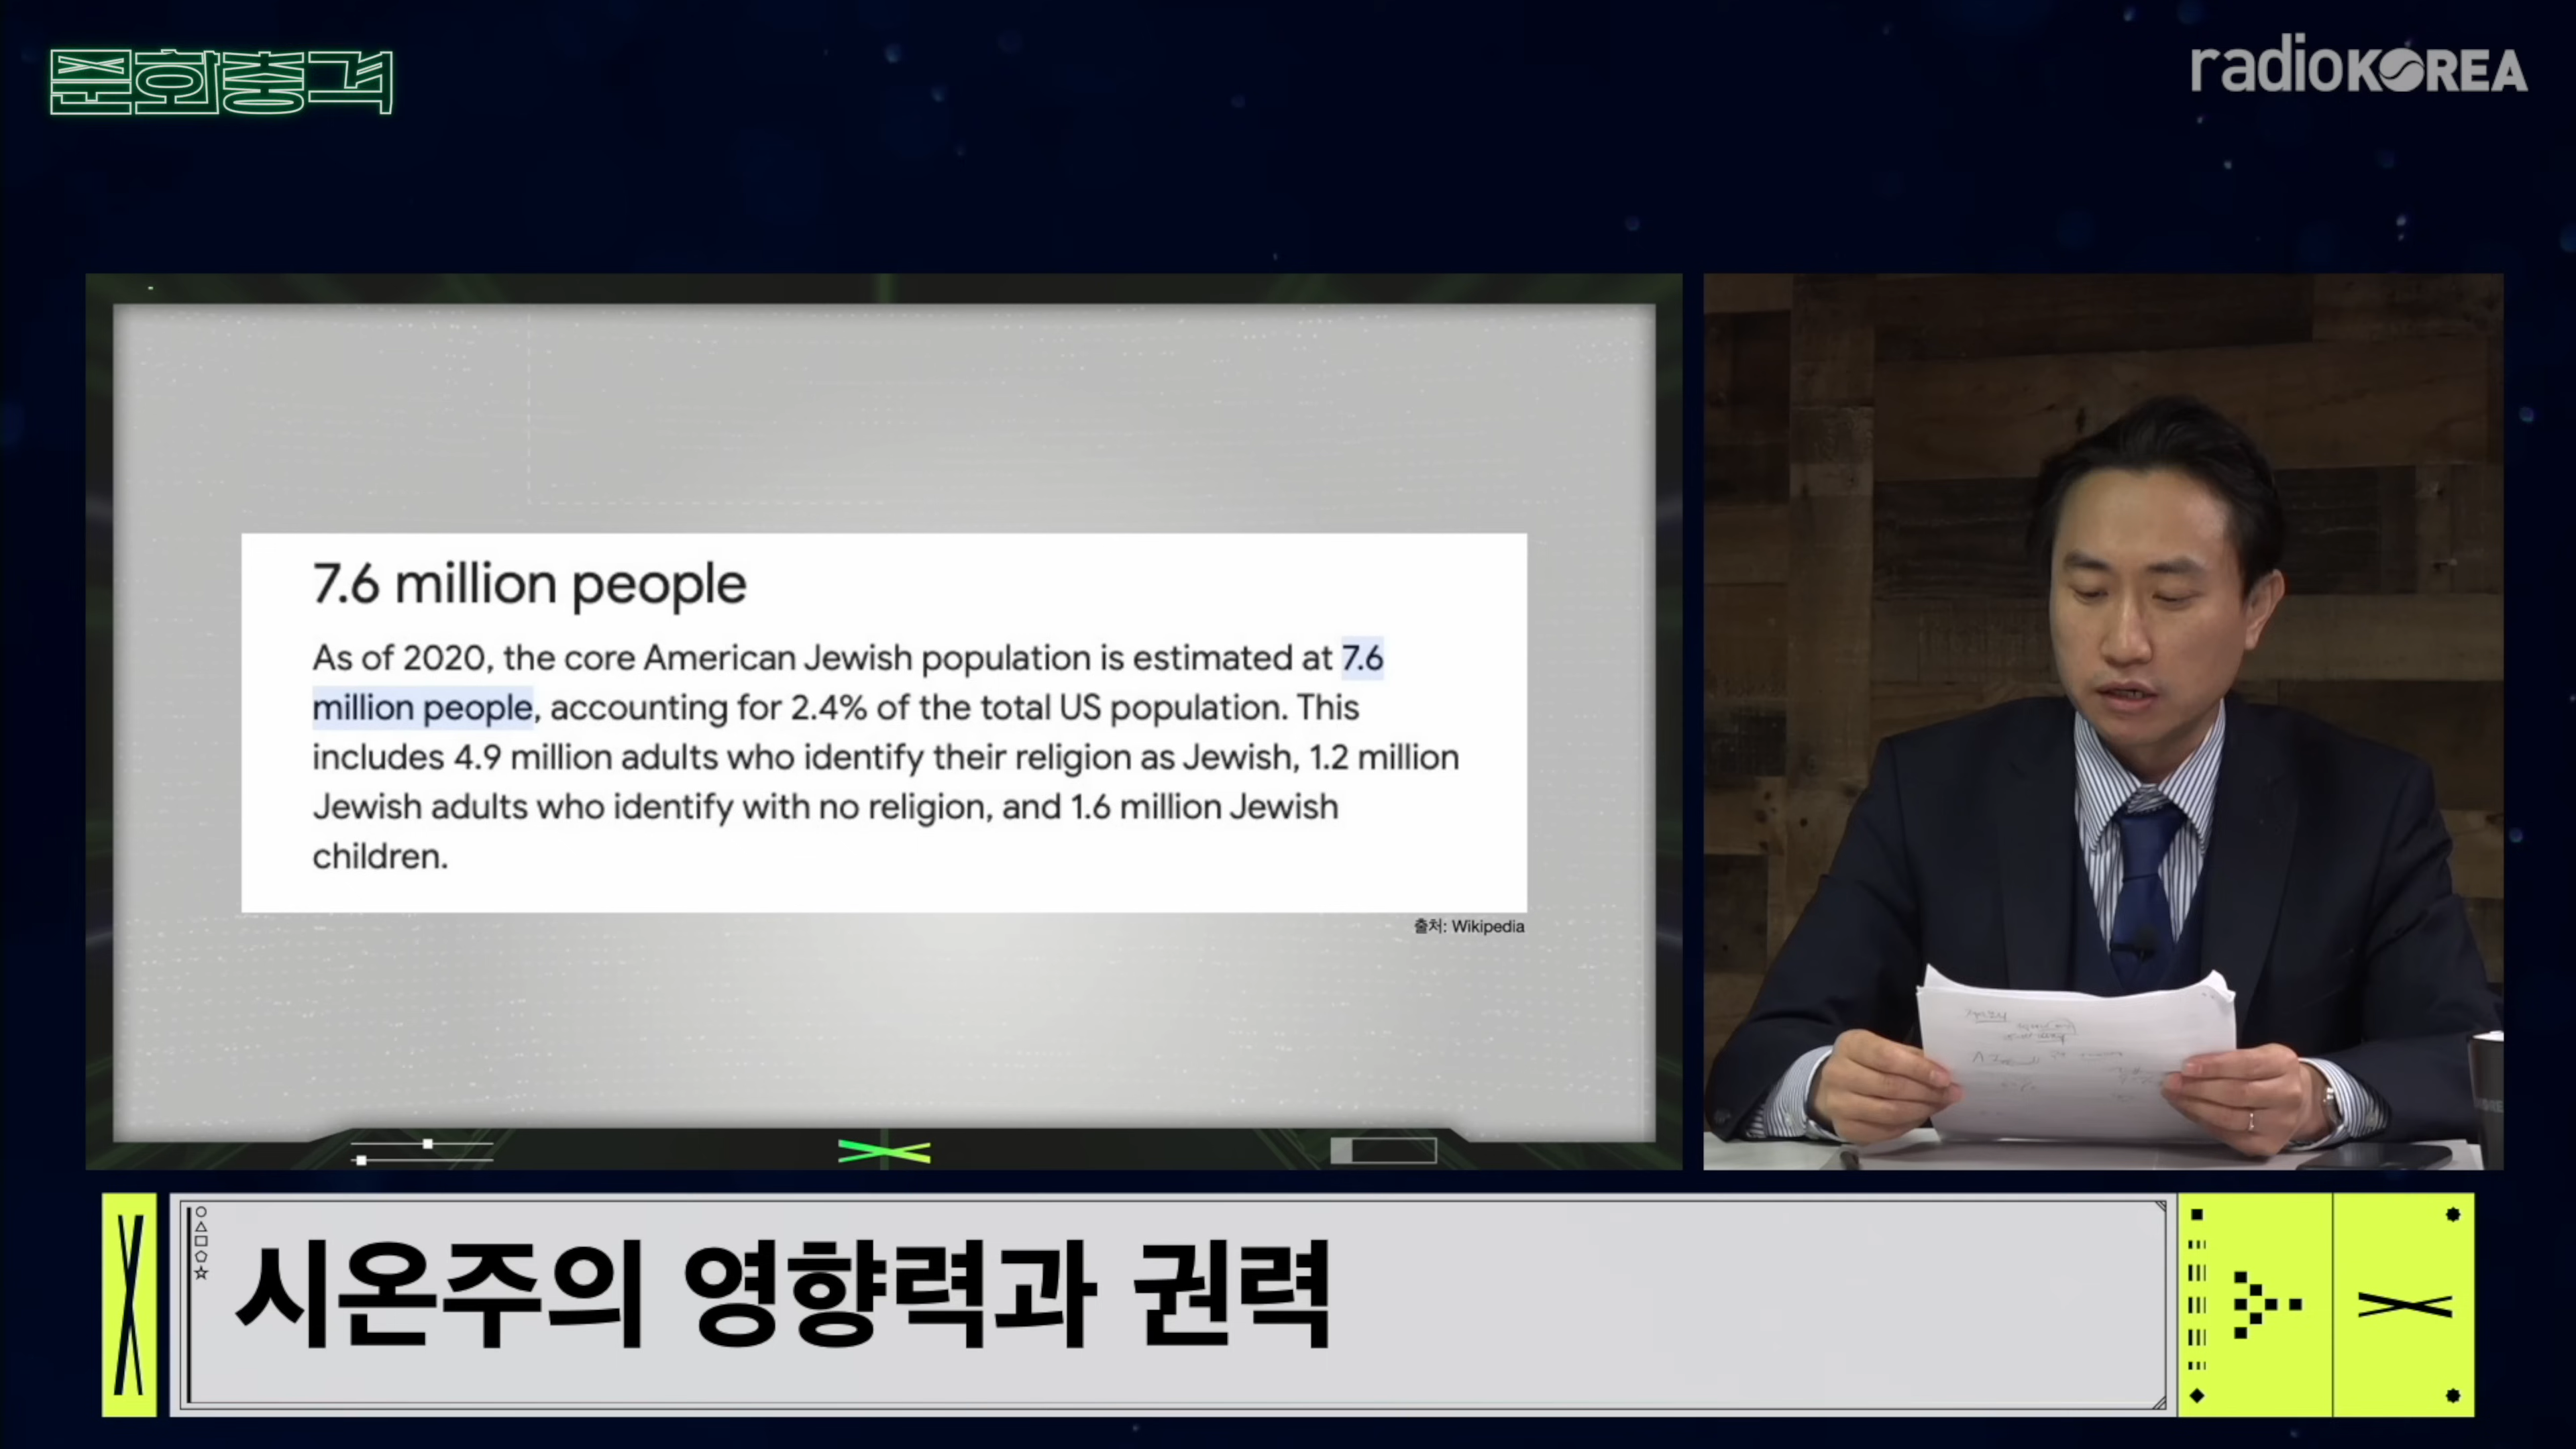 문화충격
radioKOREA
7.6 million people
As of 2020, the core American Jewish population is estimated at 7.6
million people, accounting for 2.4% of the total US population. This
includes 4.9 million adults who identify their religion as Jewish, 1.2 million
Jewish adults who identify with no religion, and 1.6 million Jewish
children.
출처: Wikipedia
시온주의 영향력과 권력